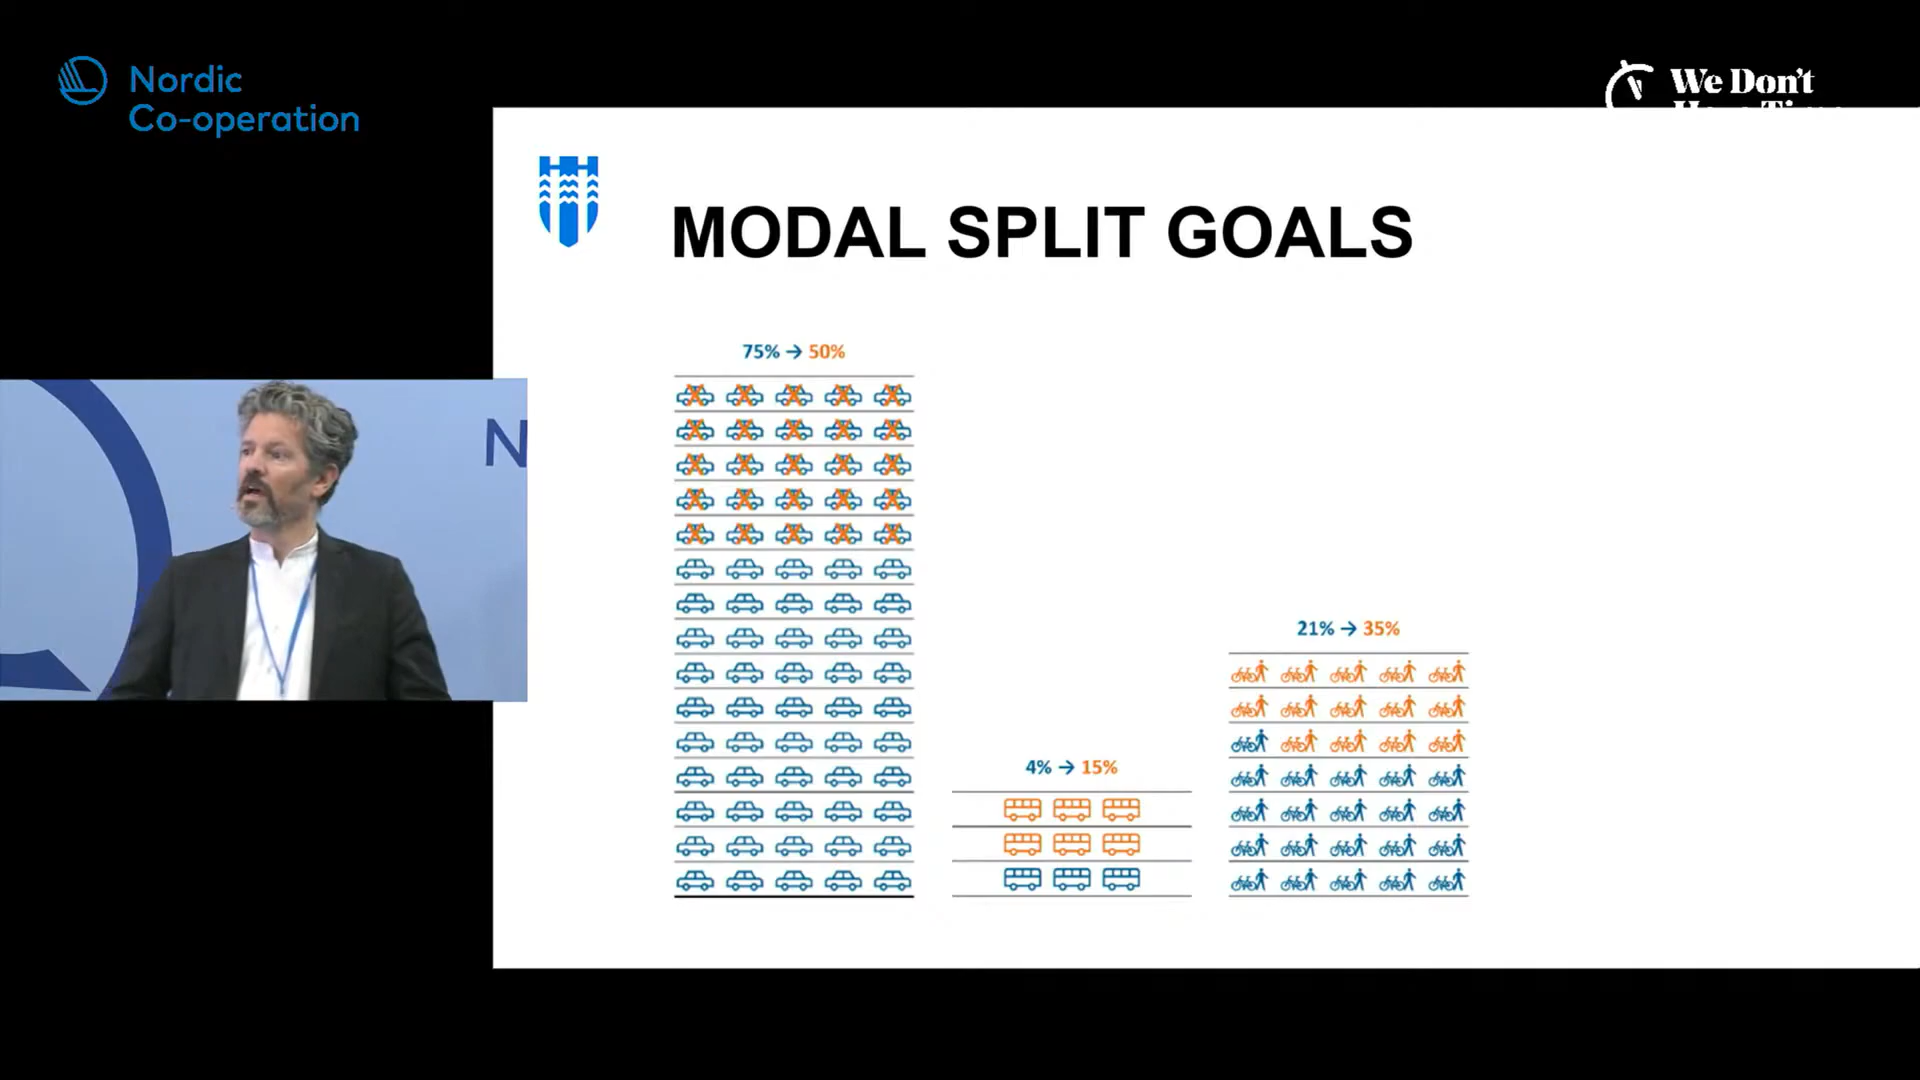 Nordic
Co-operation
We Don't
MODAL SPLIT GOALS
75% → 50%
21% → 35%
4% → 15%
N